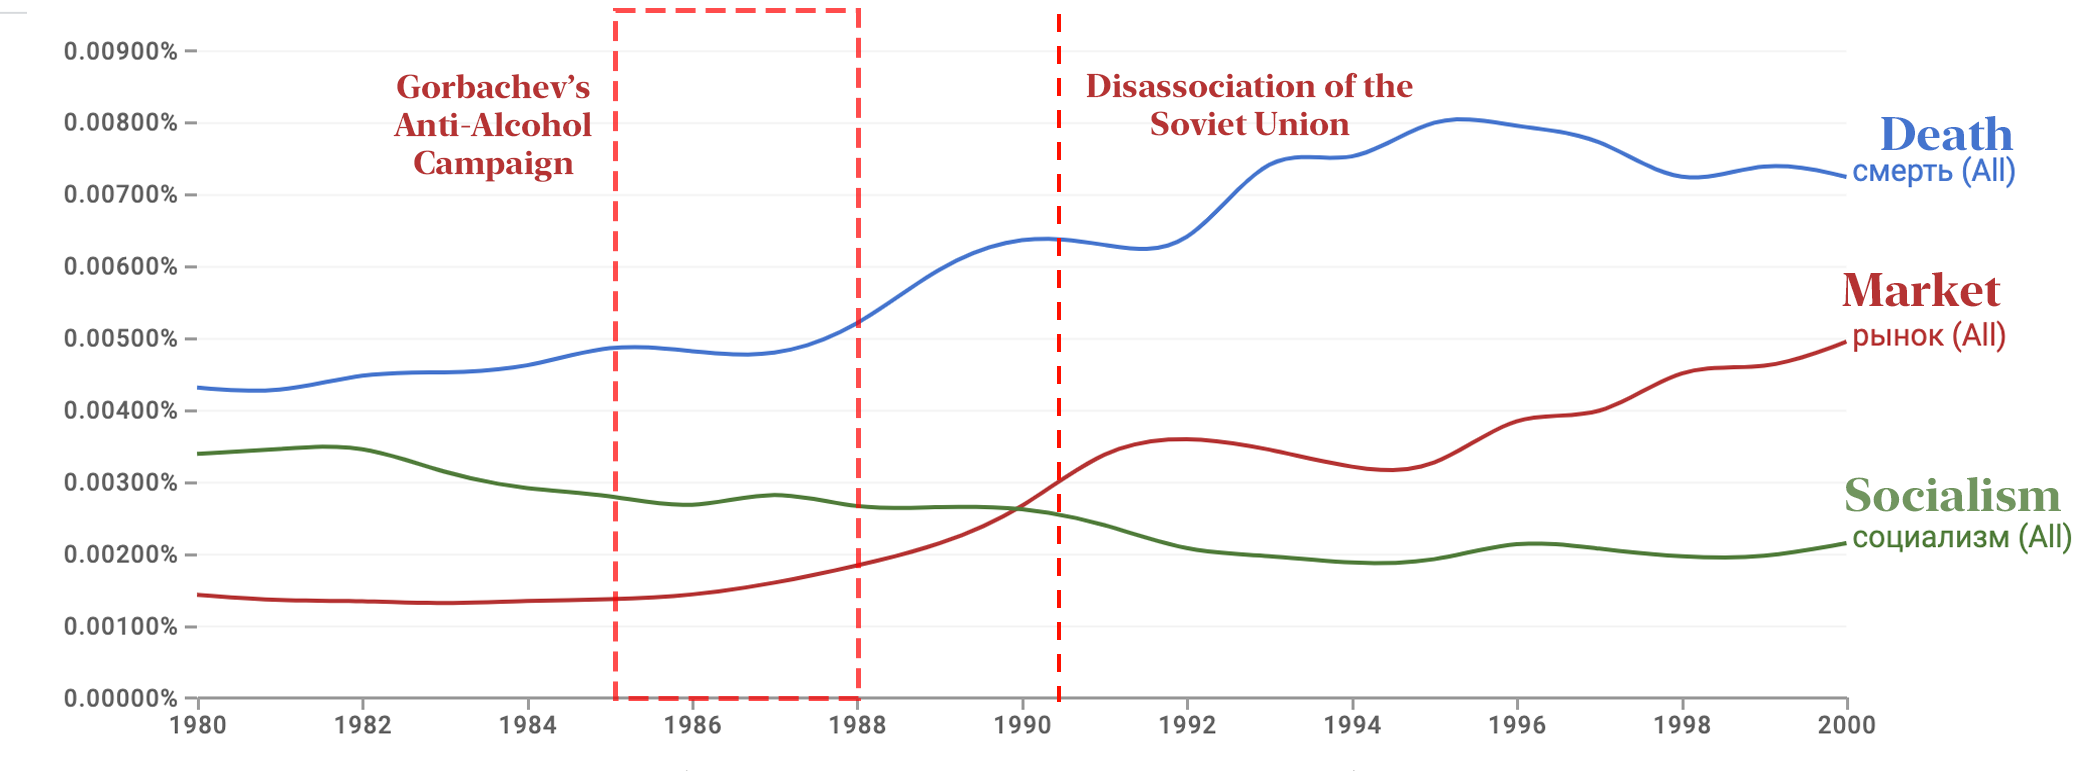 0.00900%
0.00800%
0.00700%
0.00600%
0.00500%
0.00400%
0.00300%
0.00200%
0.00100%
0.00000%
Gorbachev’s
Anti-Alcohol
Campaign
Disassociation of the
Soviet Union
Death
смерть (All)
Market
рынок (All)
Socialism
социализм (All)
1980 1982 1984 1986 1988 1990 1992 1994 1996 1998 2000